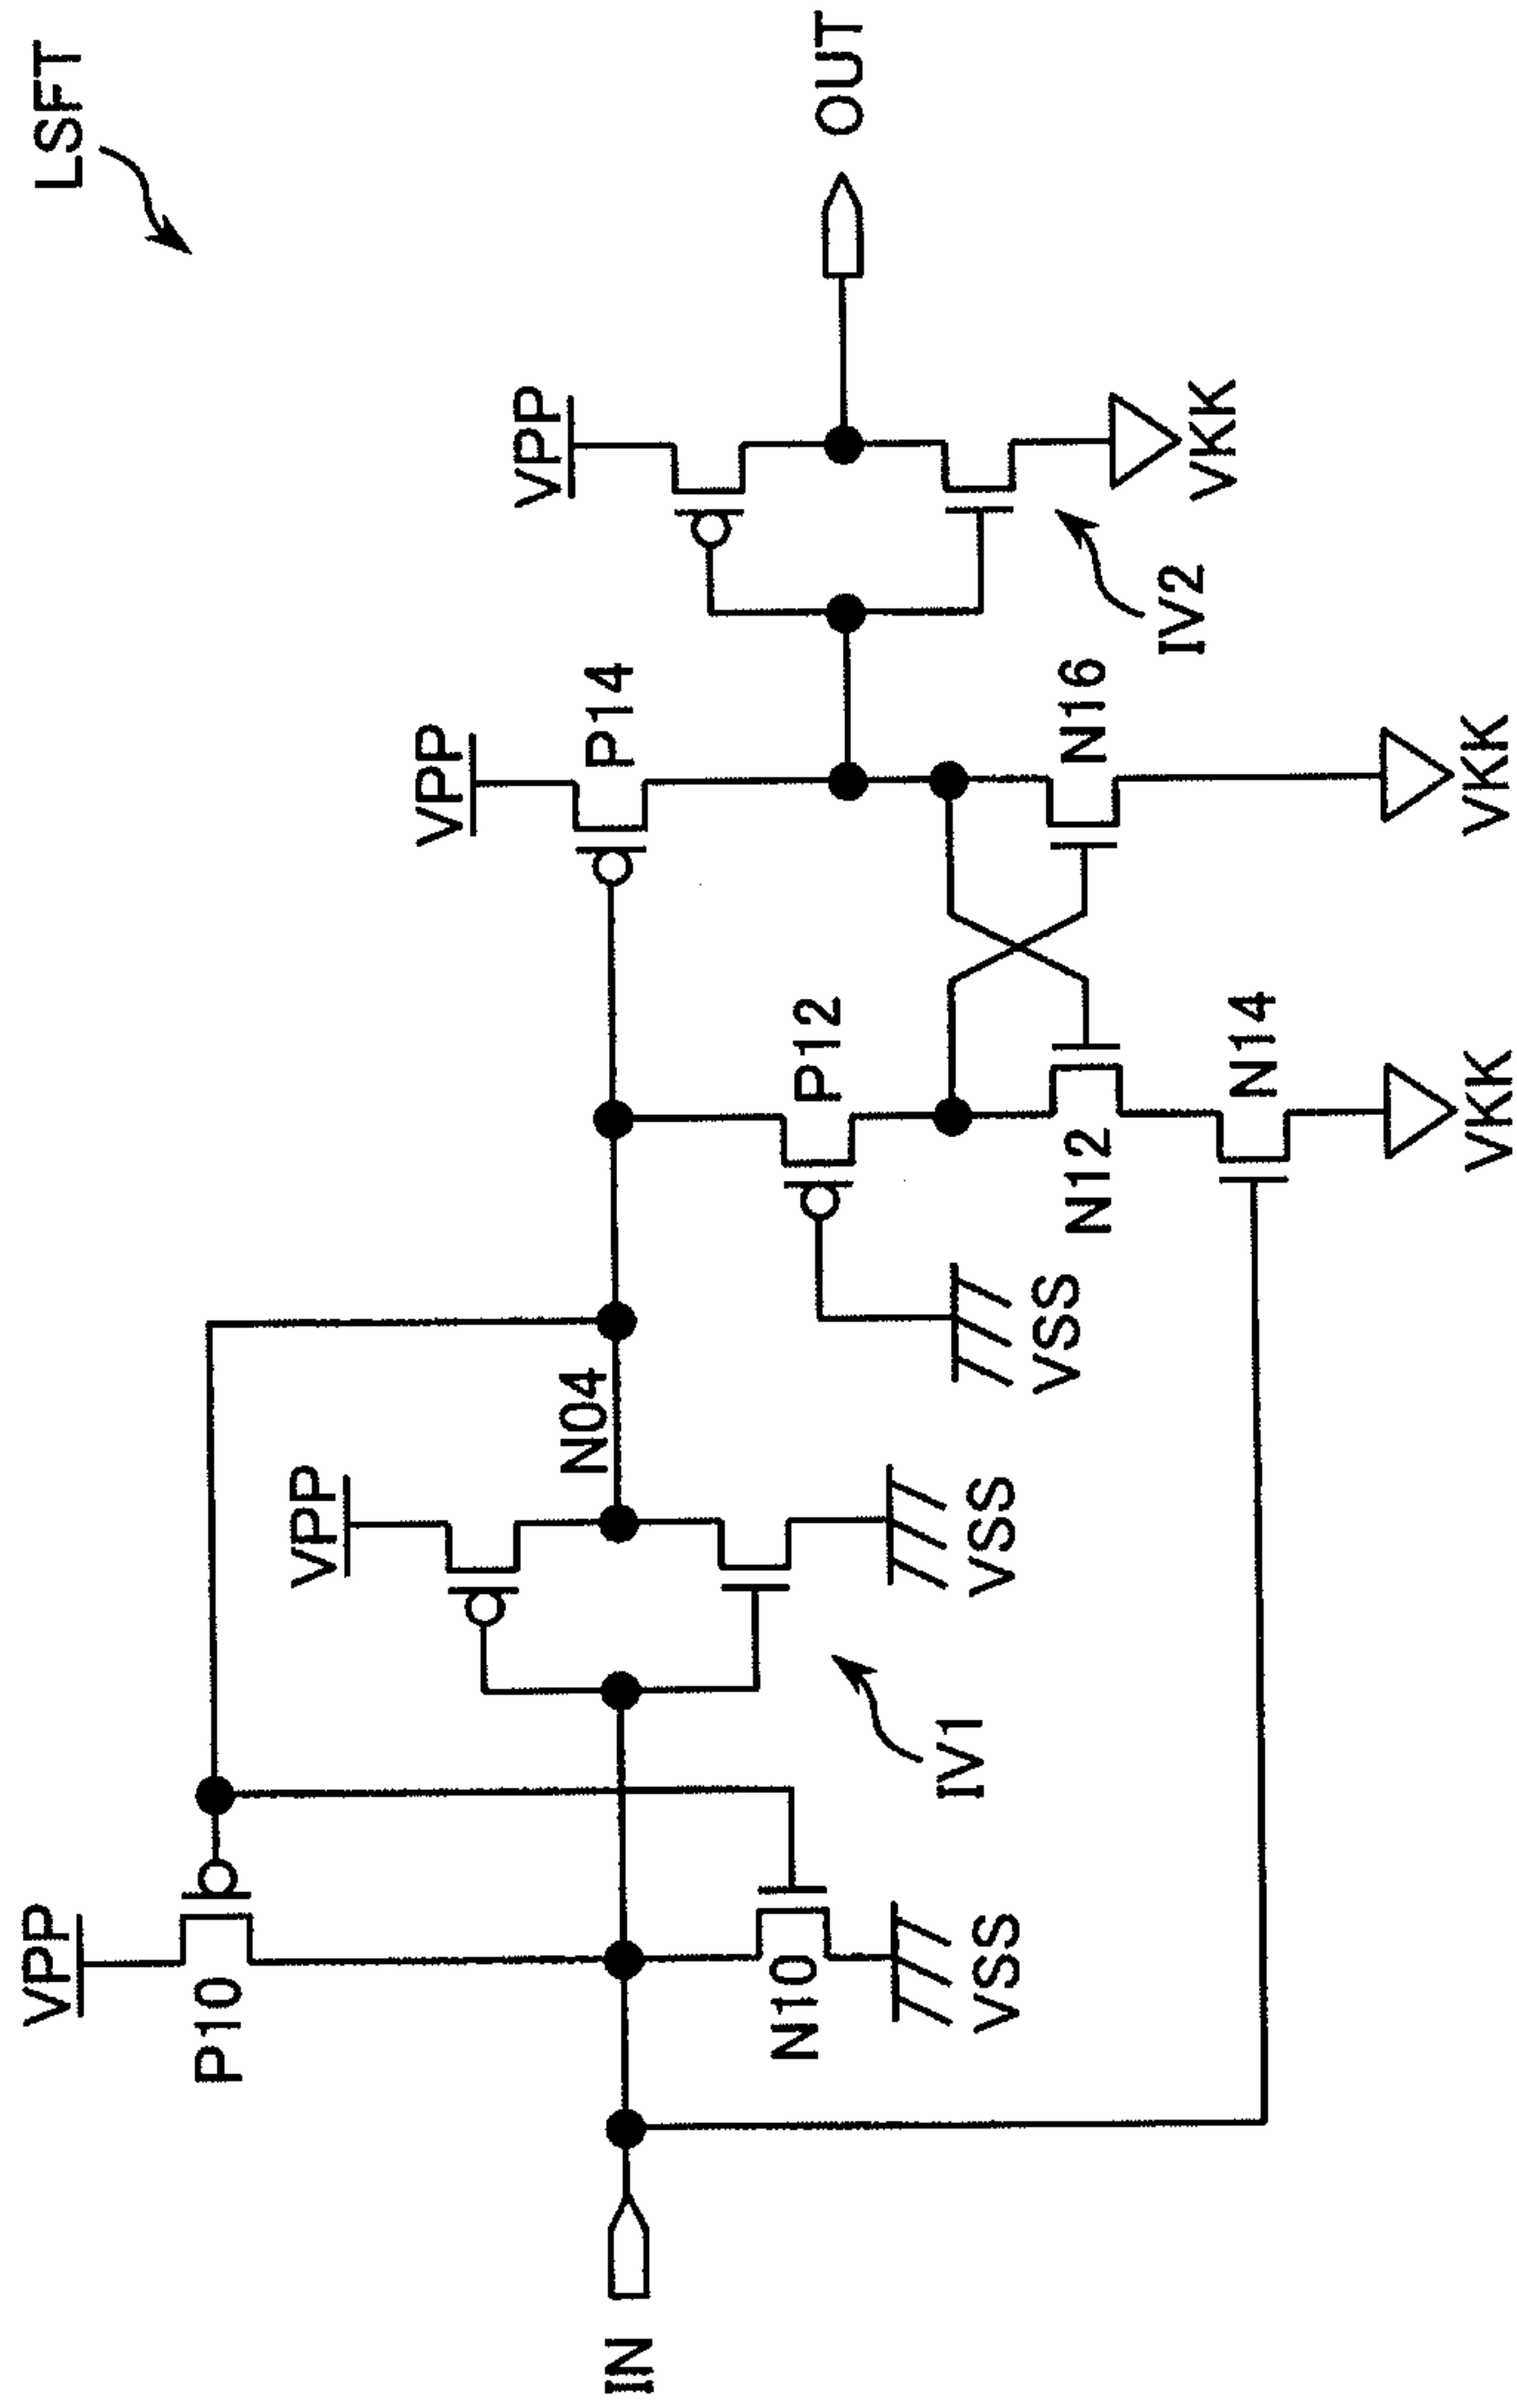 LSFT
VPP
P10
VPP
VPP
P14
VPP
N04
P12
IN
OUT
N10
VSS
IV1
VSS
VSS
N12
N14
VKK
N16
VKK
IV2
VKK